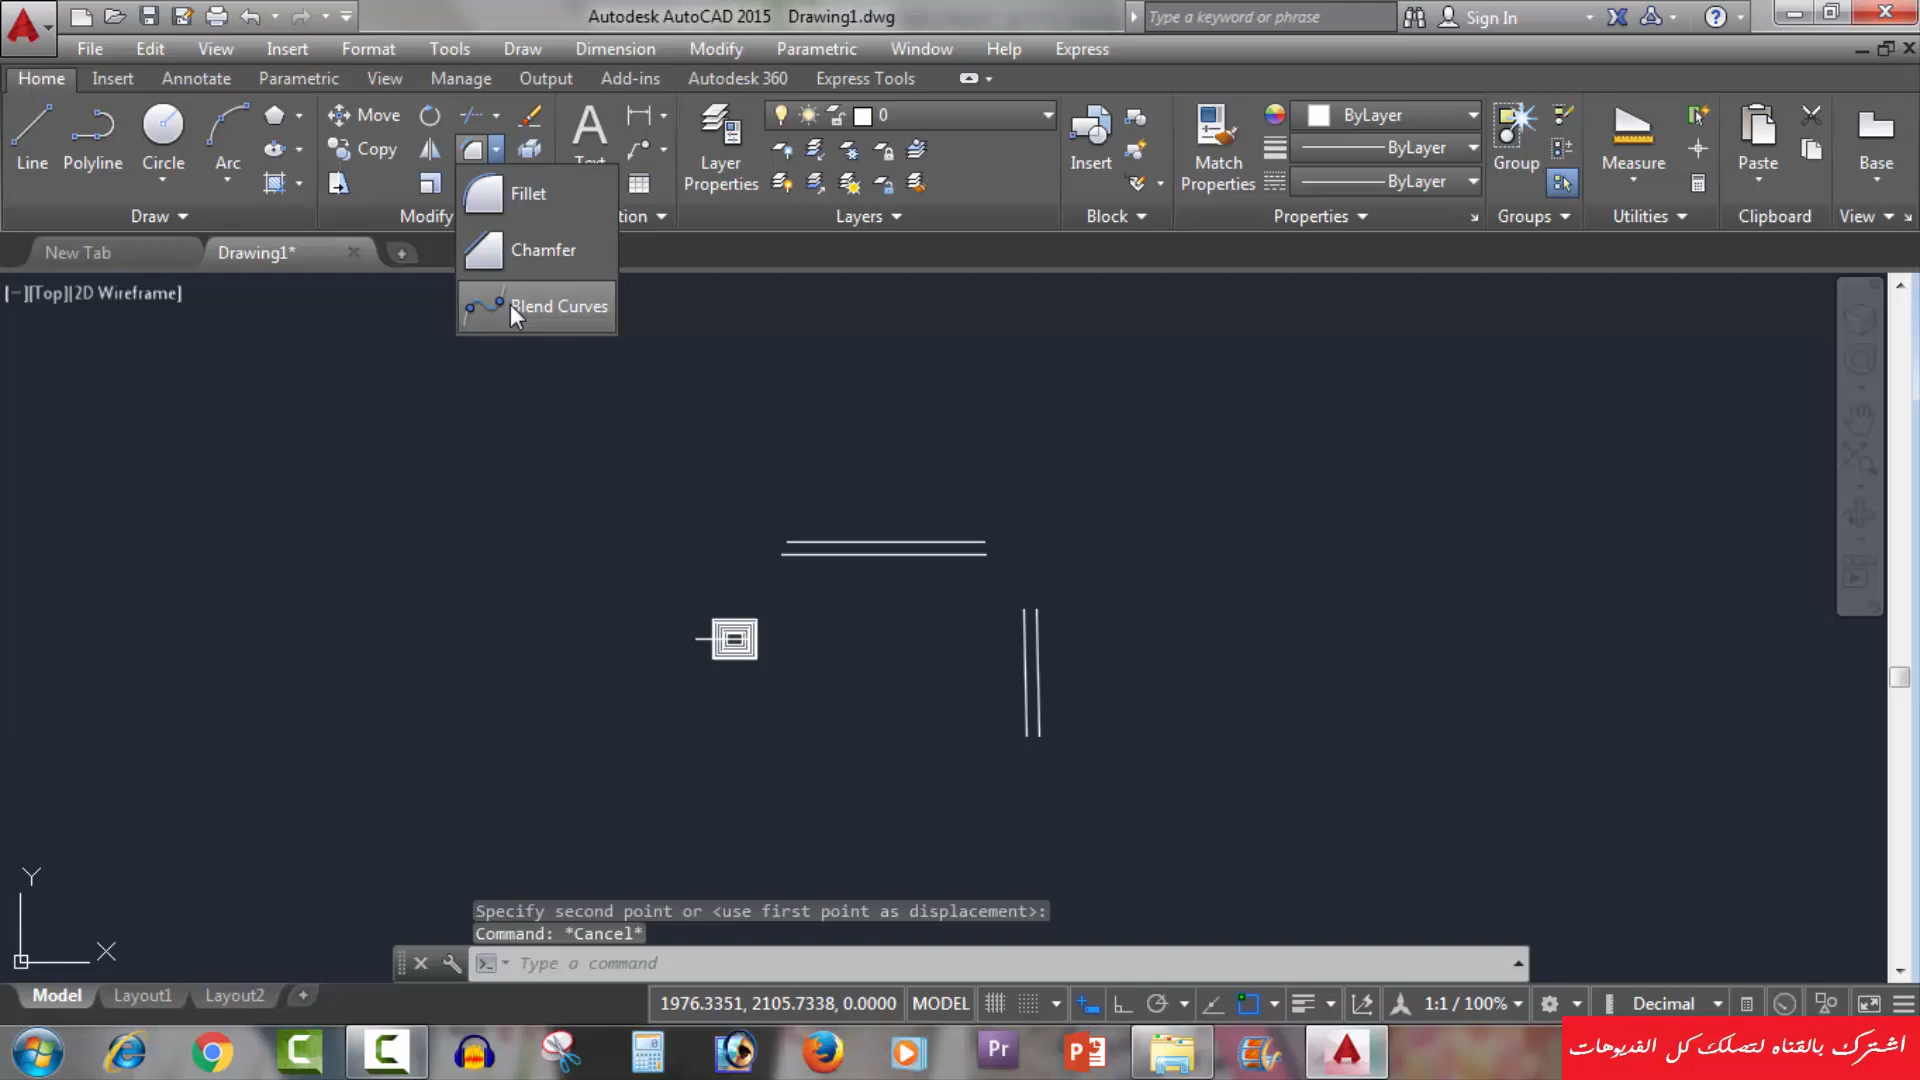 Autodesk AutoCAD 2015 Drawing1.dwg
Type a keyword or phrase
Sign In
File Edit View Insert Format Tools Draw Dimension Modify Parametric Window Help Express
Home Insert Annotate Parametric View Manage Output Add-ins Autodesk 360 Express Tools
Line Polyline Circle Arc
Move
Copy
Text
Layer Properties
0
Insert
Match Properties
ByLayer
ByLayer
ByLayer
Group
Measure
Paste
Base
Draw Modify Layers Block Properties Groups Utilities Clipboard View
Fillet
Chamfer
Blend Curves
New Tab Drawing1*
[−][Top][2D Wireframe]
Y
X
Specify second point or <use first point as displacement>:
Command: *Cancel*
Type a command
Model Layout1 Layout2
1976.3351, 2105.7338, 0.0000 MODEL 1:1 / 100% Decimal
Pr
اشترك بالقناه لتصلك كل الفديوهات